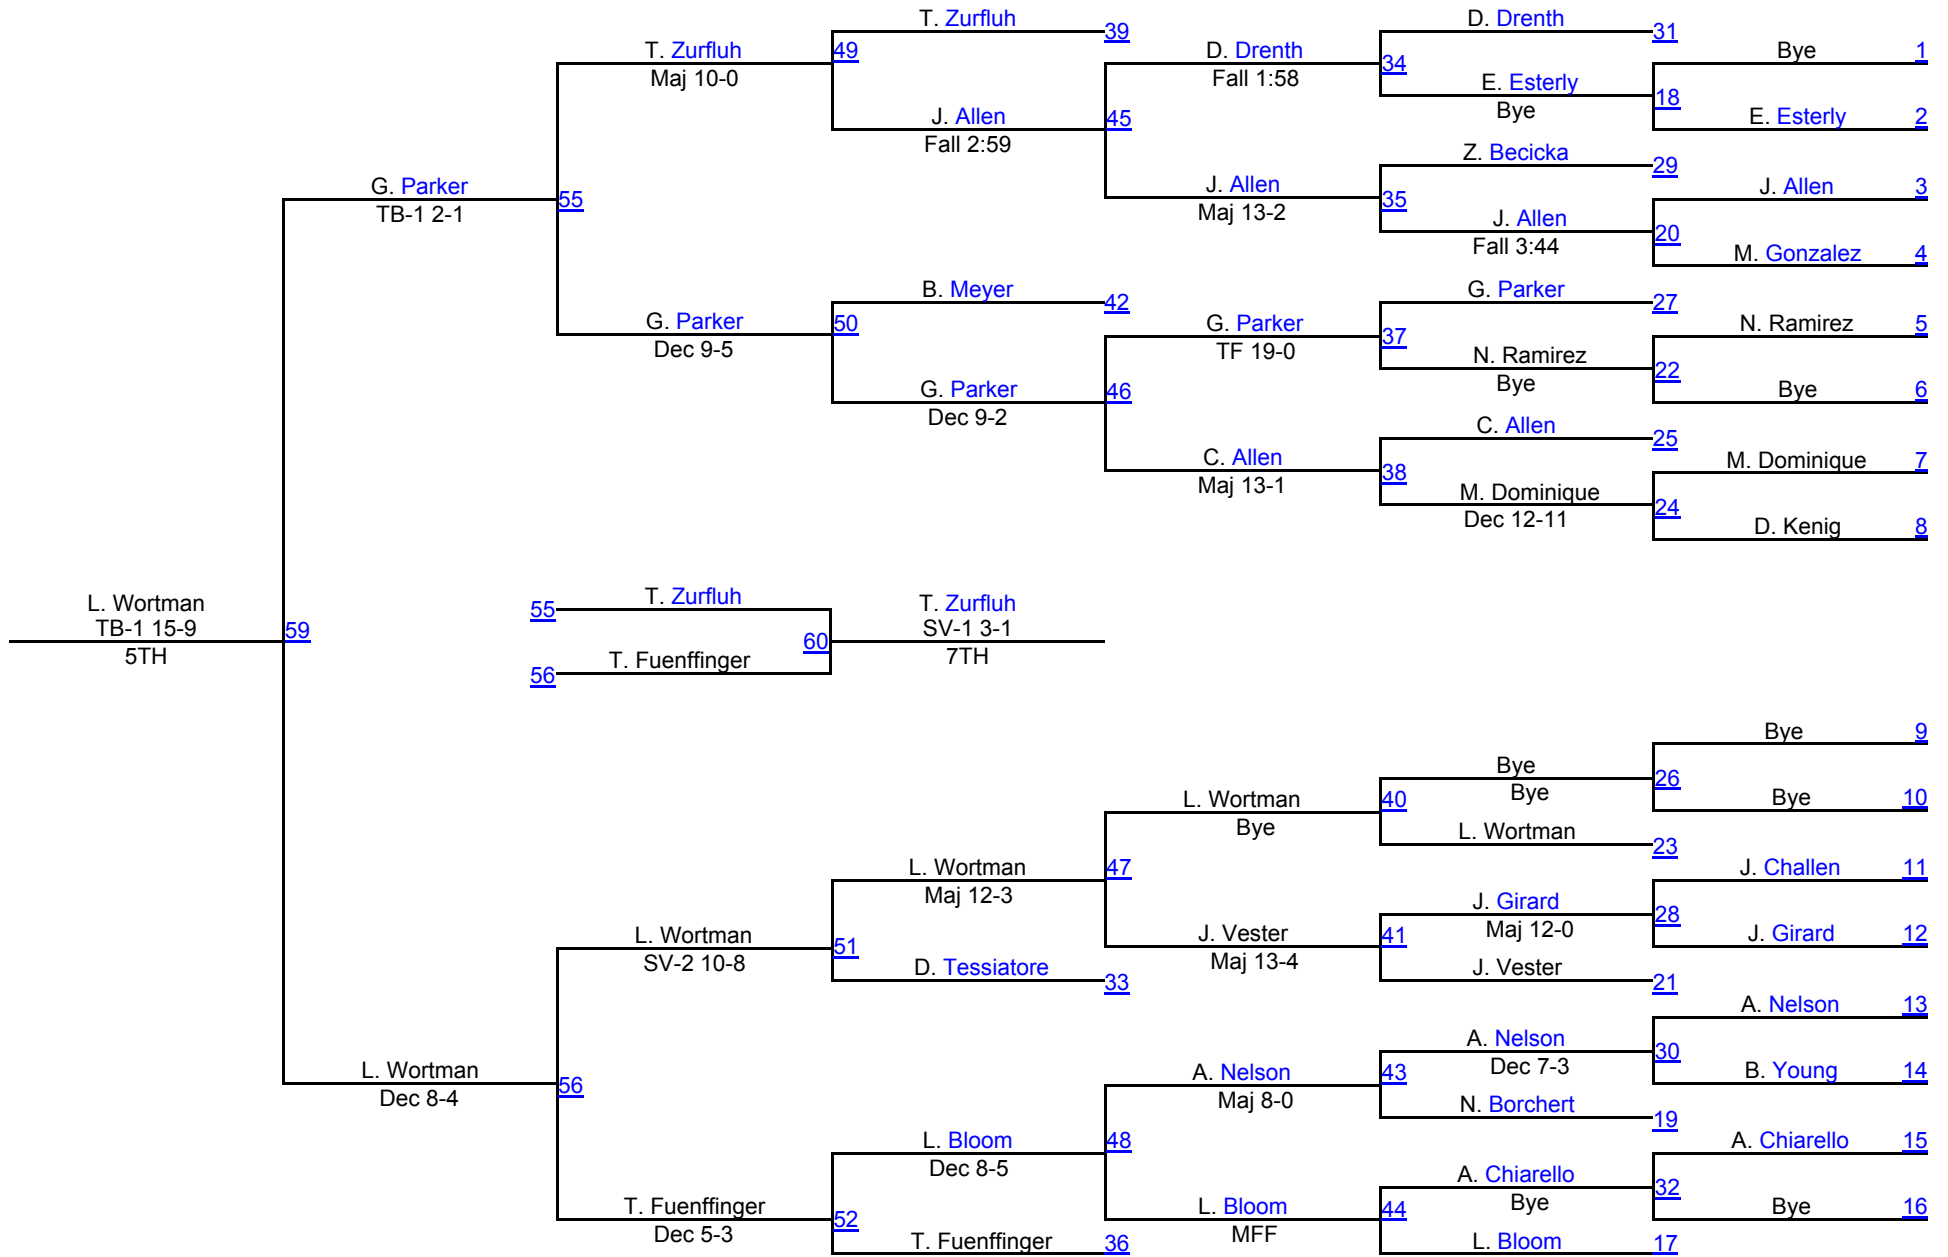 T. Zurfluh 39
D. Drenth 31
T. Zurfluh 49
Maj 10-0
D. Drenth 34
Fall 1:58
Bye 1
E. Esterly 18
Bye
J. Allen 45
Fall 2:59
E. Esterly 2
Z. Becicka 29
G. Parker 55
TB-1 2-1
J. Allen 35
Maj 13-2
J. Allen 3
J. Allen 20
Fall 3:44
M. Gonzalez 4
B. Meyer 42
G. Parker 27
G. Parker 50
Dec 9-5
G. Parker 37
TF 19-0
N. Ramirez 5
N. Ramirez 22
Bye
G. Parker 46
Dec 9-2
Bye 6
C. Allen 25
C. Allen 38
Maj 13-1
M. Dominique 7
M. Dominique 24
Dec 12-11
D. Kenig 8
L. Wortman 59
TB-1 15-9
5TH
55 T. Zurfluh
60
T. Zurfluh
SV-1 3-1
7TH
56 T. Fuenffinger
Bye 9
Bye 26
Bye
L. Wortman 40
Bye
Bye 10
L. Wortman 23
L. Wortman 47
Maj 12-3
J. Challen 11
J. Girard 28
Maj 12-0
L. Wortman 51
SV-2 10-8
J. Vester 41
Maj 13-4
J. Girard 12
D. Tessiatore 33
J. Vester 21
A. Nelson 13
A. Nelson 30
Dec 7-3
L. Wortman 56
Dec 8-4
A. Nelson 43
Maj 8-0
B. Young 14
N. Borchert 19
L. Bloom 48
Dec 8-5
A. Chiarello 15
A. Chiarello 32
Bye
T. Fuenffinger 52
Dec 5-3
L. Bloom 44
MFF
Bye 16
T. Fuenffinger 36
L. Bloom 17